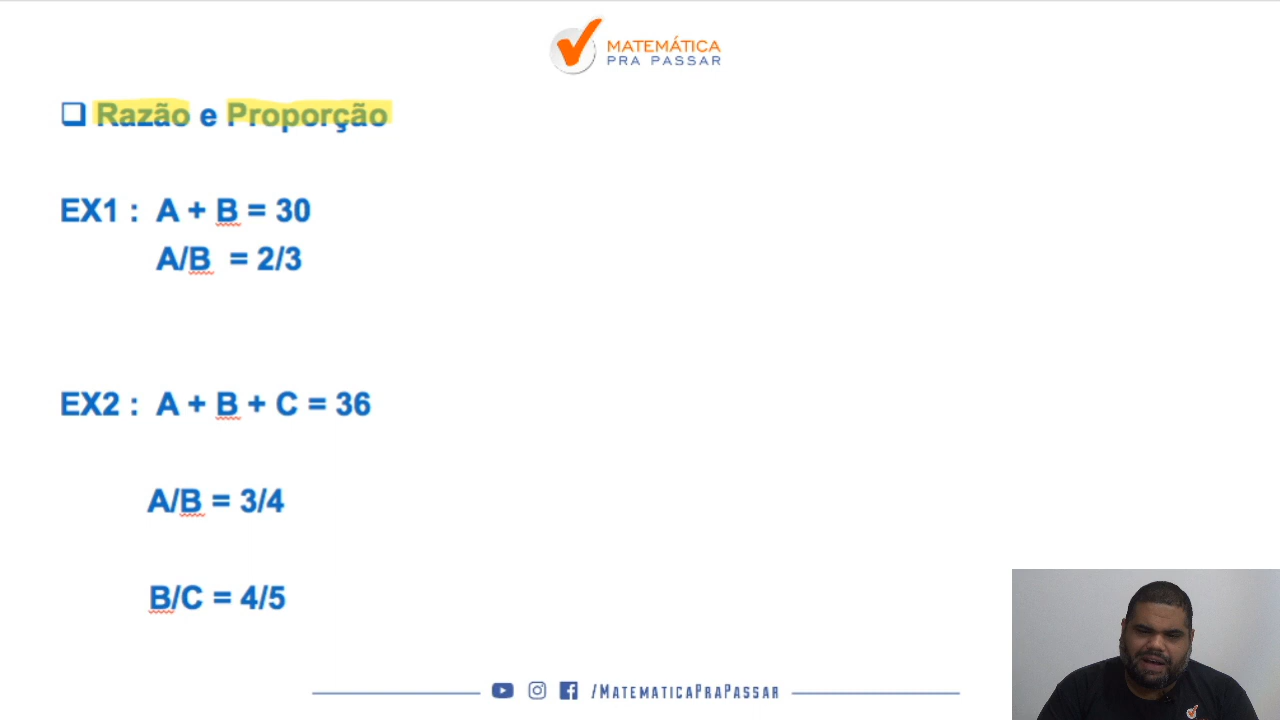 MATEMÁTICA
PRA PASSAR
Razão e Proporção
EX1 : A + B = 30
A/B = 2/3
EX2 : A + B + C = 36
A/B = 3/4
B/C = 4/5
/MATEMATICAPRAPASSAR